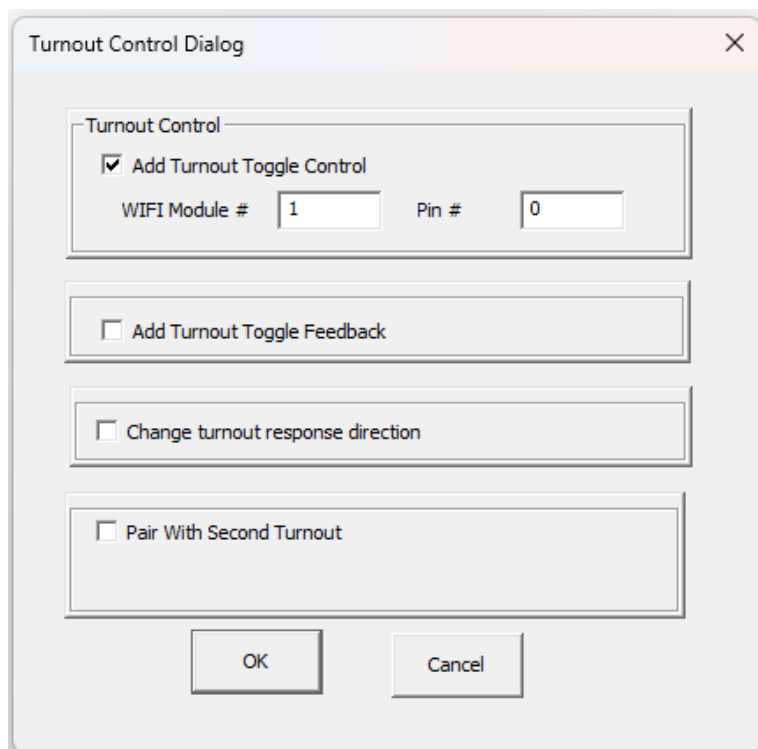 Turnout Control Dialog
Turnout Control
Add Turnout Toggle Control
WIFI Module # 1 Pin # 0
Add Turnout Toggle Feedback
Change turnout response direction
Pair With Second Turnout
OK Cancel